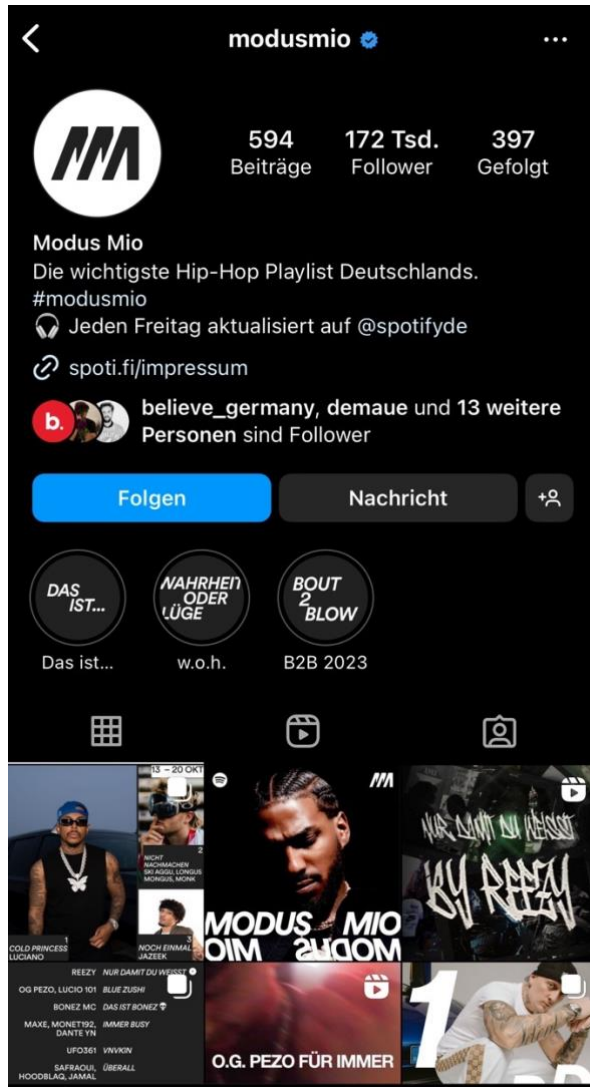 modusmio
594
172 Tsd.
397
Beiträge
Follower
Gefolgt
Modus Mio
Die wichtigste Hip-Hop Playlist Deutschlands.
#modusmio
🎧 Jeden Freitag aktualisiert auf @spotifyde
spoti.fi/impressum
b.
believe_germany, demaue und 13 weitere
Personen sind Follower
Folgen
Nachricht
DAS
IST...
WAHRHEIT
ODER
LÜGE
BOUT
2
BLOW
Das ist...
w.o.h.
B2B 2023
13 – 20 OKT
1
COLD PRINCESS
LUCIANO
2
NICHT
NACHMACHEN
SKI AGGU, LONGUS
MONGUS, MONK
3
NOCH EINMAL
JAZEEK
MODUS MIO
MODUS MIO
NUR DAMIT DU WEISST
BY REEZY
REEZY NUR DAMIT DU WEISST
OG PEZO, LUCIO 101 BLUE ZUSHI
BONEZ MC DAS IST BONEZ
MAXE, MONET192, IMMER BUSY
DANTE YN
UFO361 VNVKIN
SAFRAOUI, ÜBERALL
HOODBLAQ, JAMAL
O.G. PEZO FÜR IMMER
1